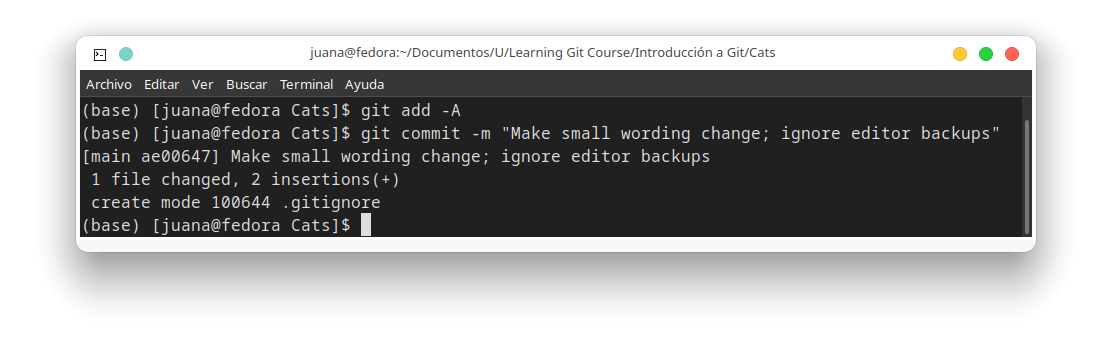 juana@fedora:~/Documentos/U/Learning Git Course/Introducción a Git/Cats
Archivo Editar Ver Buscar Terminal Ayuda
(base) [juana@fedora Cats]$ git add -A
(base) [juana@fedora Cats]$ git commit -m "Make small wording change; ignore editor backups"
[main ae00647] Make small wording change; ignore editor backups
 1 file changed, 2 insertions(+)
 create mode 100644 .gitignore
(base) [juana@fedora Cats]$